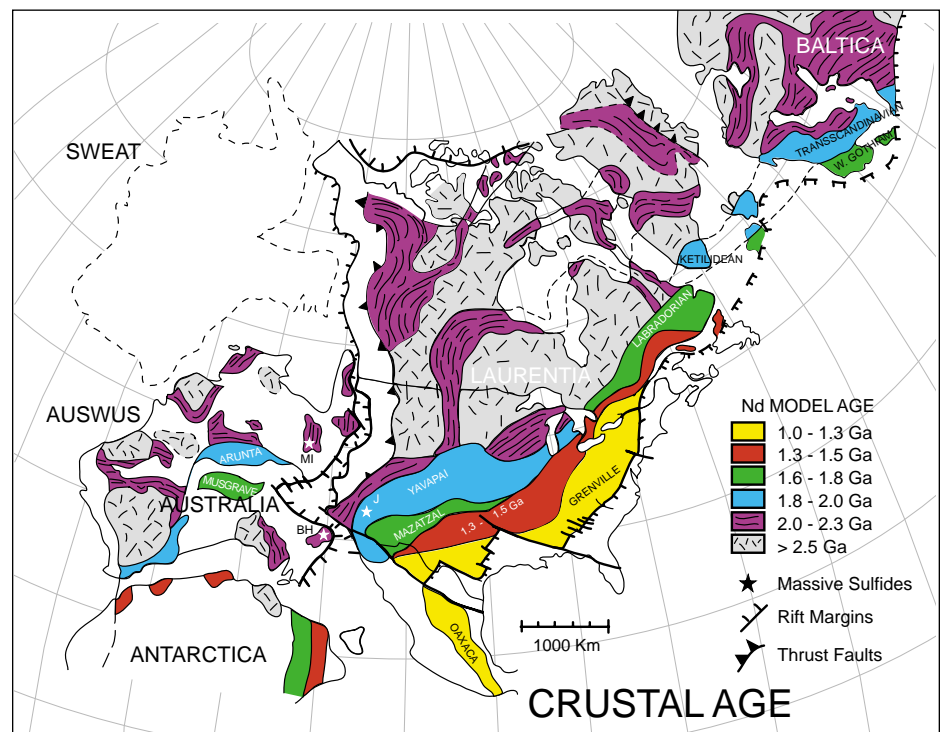 BALTICA
TRANSSCANDINAVIAN
W. GOTHIAN
SWEAT
KETILIDEAN
LABRADORIAN
LAURENTIA
AUSWUS
MI
ARUNTA
MUSGRAVE
AUSTRALIA
BH
J
YAVAPAI
MAZATZAL
1.3 - 1.5 Ga
GRENVILLE
OAXACA
ANTARCTICA
Nd MODEL AGE
1.0 - 1.3 Ga
1.3 - 1.5 Ga
1.6 - 1.8 Ga
1.8 - 2.0 Ga
2.0 - 2.3 Ga
> 2.5 Ga
Massive Sulfides
Rift Margins
Thrust Faults
1000 Km
CRUSTAL AGE